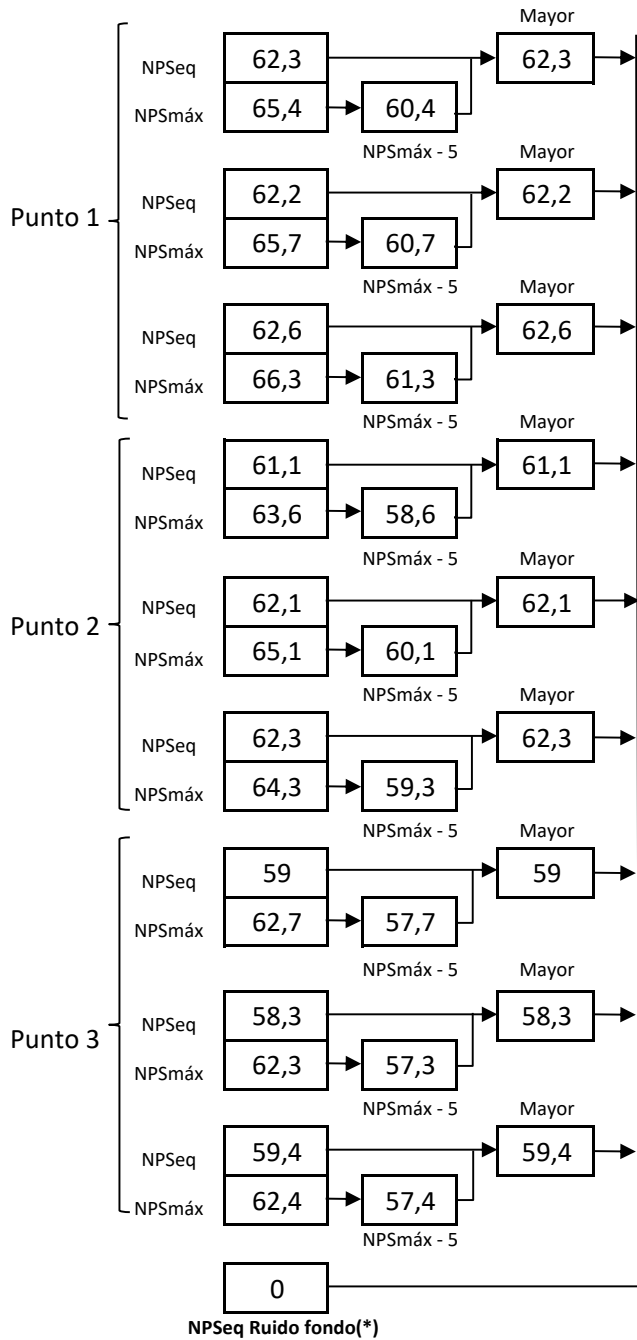 Mayor
NPSeq 62,3 62,3
NPSmáx 65,4 60,4
NPSmáx - 5
Mayor
Punto 1
NPSeq 62,2 62,2
NPSmáx 65,7 60,7
NPSmáx - 5
Mayor
NPSeq 62,6 62,6
NPSmáx 66,3 61,3
NPSmáx - 5
Mayor
NPSeq 61,1 61,1
NPSmáx 63,6 58,6
NPSmáx - 5
Mayor
Punto 2
NPSeq 62,1 62,1
NPSmáx 65,1 60,1
NPSmáx - 5
Mayor
NPSeq 62,3 62,3
NPSmáx 64,3 59,3
NPSmáx - 5
Mayor
NPSeq 59 59
NPSmáx 62,7 57,7
NPSmáx - 5
Mayor
Punto 3
NPSeq 58,3 58,3
NPSmáx 62,3 57,3
NPSmáx - 5
Mayor
NPSeq 59,4 59,4
NPSmáx 62,4 57,4
NPSmáx - 5
0
NPSeq Ruido fondo(*)